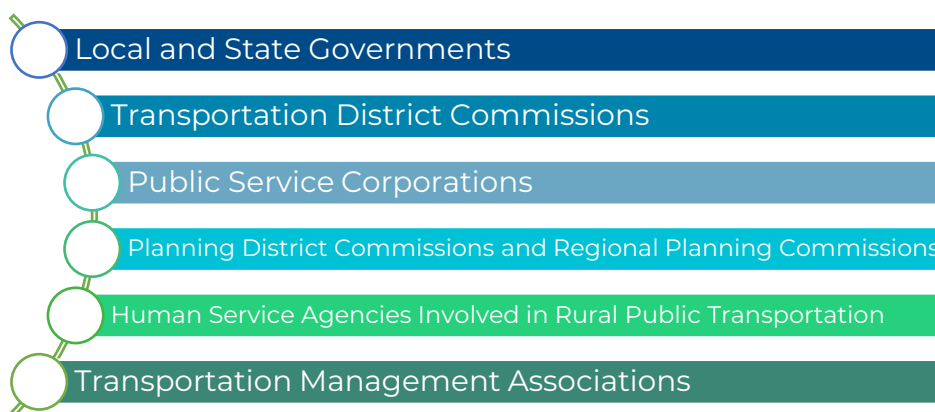 Local and State Governments
Transportation District Commissions
Public Service Corporations
Planning District Commissions and Regional Planning Commissions
Human Service Agencies Involved in Rural Public Transportation
Transportation Management Associations